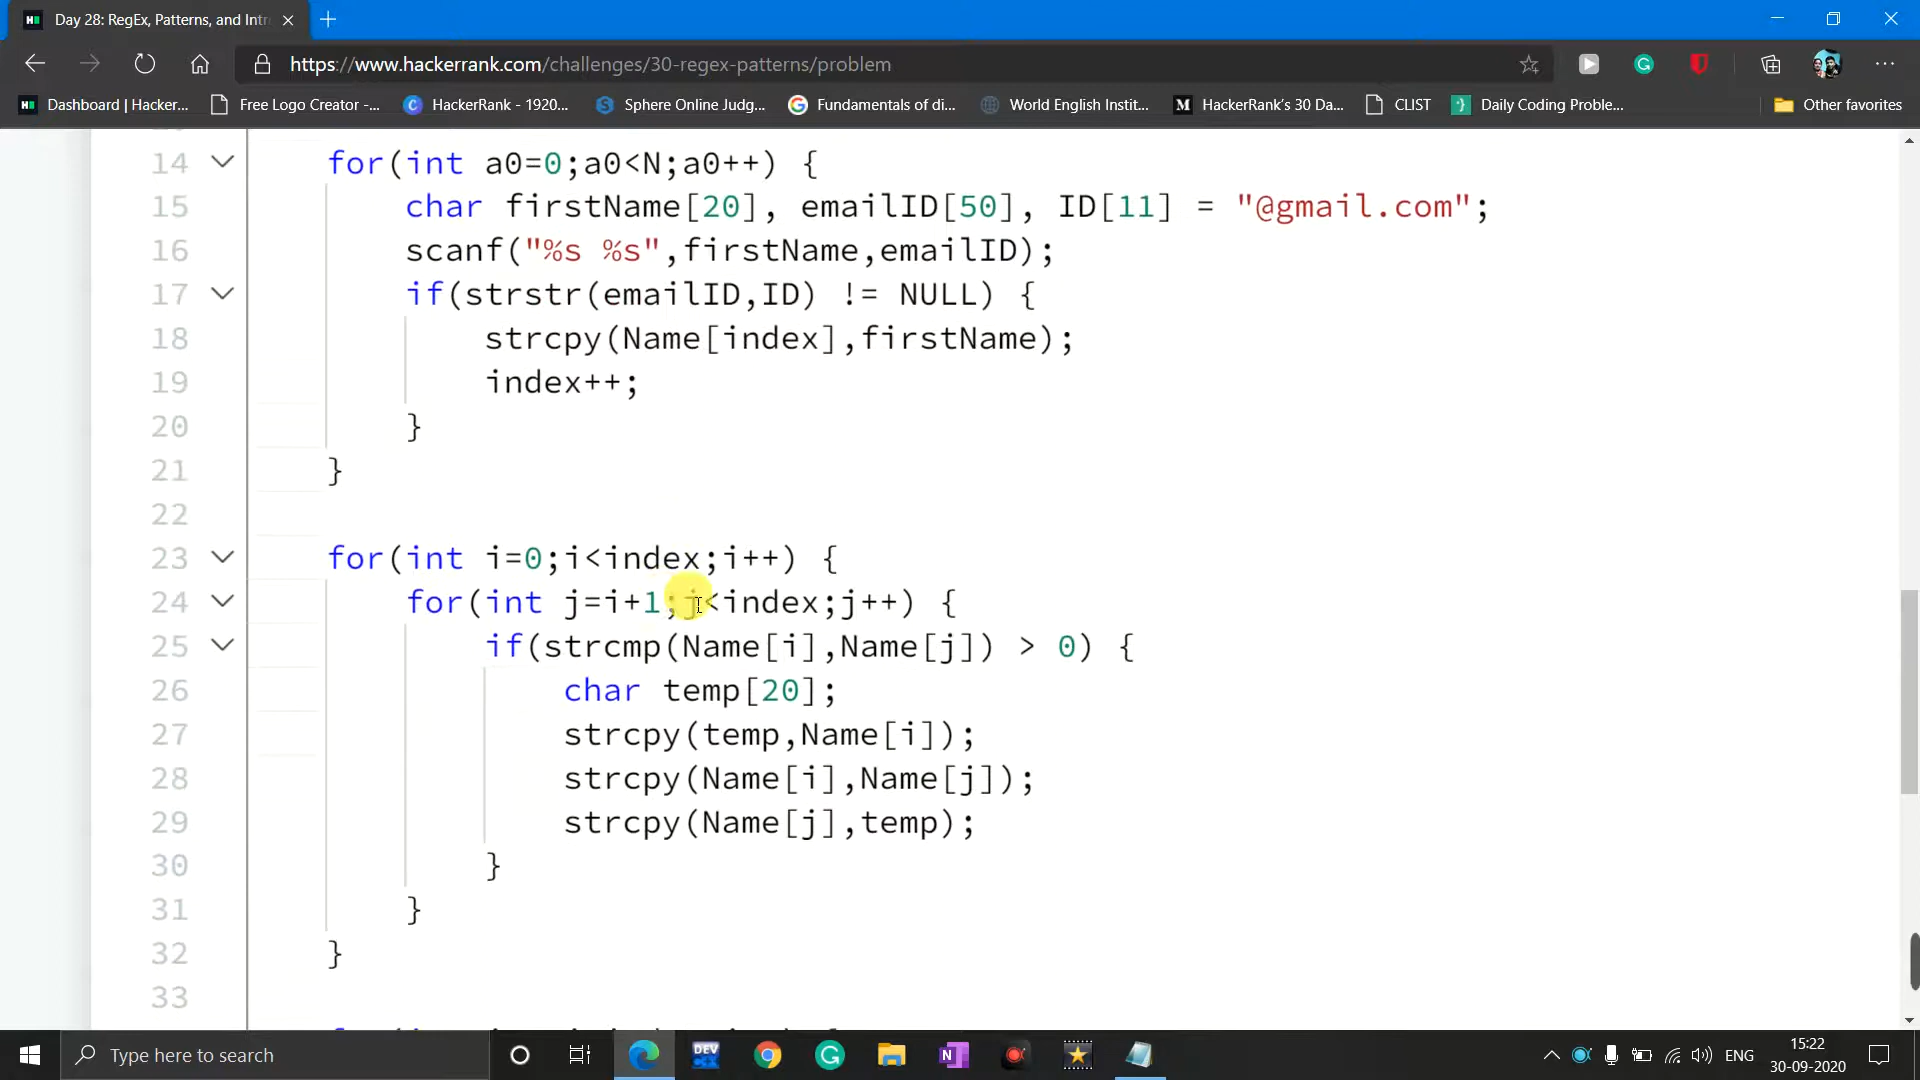 Day 28: RegEx, Patterns, and Intr
https://www.hackerrank.com/challenges/30-regex-patterns/problem
Dashboard | Hacker... Free Logo Creator -... HackerRank - 1920... Sphere Online Judg... Fundamentals of di... World English Instit... HackerRank's 30 Da... CLIST Daily Coding Proble... Other favorites
14 for(int a0=0;a0<N;a0++) {
15 char firstName[20], emailID[50], ID[11] = "@gmail.com";
16 scanf("%s %s",firstName,emailID);
17 if(strstr(emailID,ID) != NULL) {
18 strcpy(Name[index],firstName);
19 index++;
20 }
21 }
22
23 for(int i=0;i<index;i++) {
24 for(int j=i+1;j<index;j++) {
25 if(strcmp(Name[i],Name[j]) > 0) {
26 char temp[20];
27 strcpy(temp,Name[i]);
28 strcpy(Name[i],Name[j]);
29 strcpy(Name[j],temp);
30 }
31 }
32 }
33
Type here to search
DEV
ENG
15:22
30-09-2020